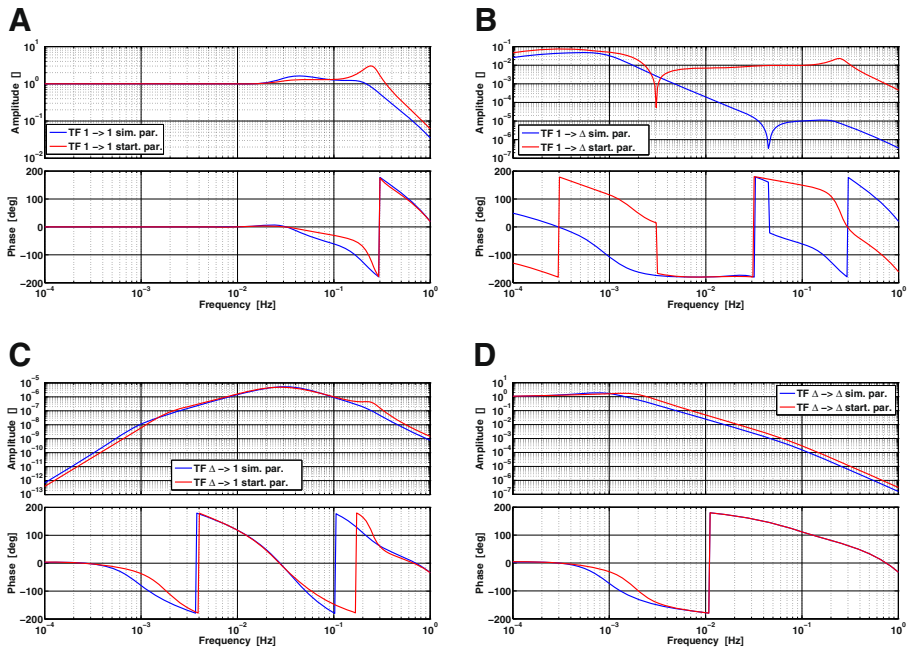 A
Amplitude []
10^1
10^0
10^-1
10^-2
TF 1 -> 1 sim. par.
TF 1 -> 1 start. par.
Phase [deg]
200
100
0
-100
-200
10^-4
10^-3
10^-2
10^-1
10^0
Frequency [Hz]
B
Amplitude []
10^-1
10^-2
10^-3
10^-4
10^-5
10^-6
10^-7
TF 1 -> Δ sim. par.
TF 1 -> Δ start. par.
Phase [deg]
200
100
0
-100
-200
10^-4
10^-3
10^-2
10^-1
10^0
Frequency [Hz]
C
Amplitude []
10^-5
10^-6
10^-7
10^-8
10^-9
10^-10
10^-11
10^-12
10^-13
TF Δ -> 1 sim. par.
TF Δ -> 1 start. par.
Phase [deg]
200
100
0
-100
-200
10^-4
10^-3
10^-2
10^-1
10^0
Frequency [Hz]
D
Amplitude []
10^1
10^0
10^-1
10^-2
10^-3
10^-4
10^-5
10^-6
10^-7
TF Δ -> Δ sim. par.
TF Δ -> Δ start. par.
Phase [deg]
200
100
0
-100
-200
10^-4
10^-3
10^-2
10^-1
10^0
Frequency [Hz]